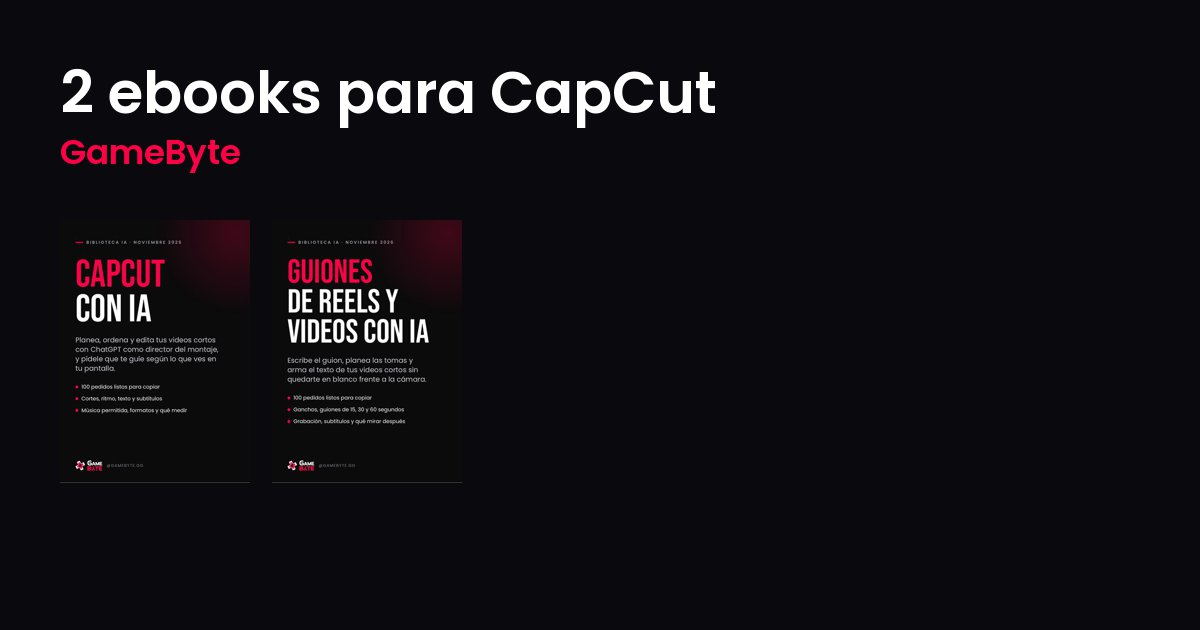 2 ebooks para CapCut
GameByte
BIBLIOTECA IA · NOVIEMBRE 2025
CAPCUT
CON IA
Planea, ordena y edita tus videos cortos
con ChatGPT como director del montaje,
y pídele que te guíe según lo que ves en
tu pantalla.
100 pedidos listos para copiar
Cortes, ritmo, texto y subtítulos
Música permitida, formatos y qué medir
GAME
BYTE
@GAMEBYTE.GG
BIBLIOTECA IA · NOVIEMBRE 2025
GUIONES
DE REELS Y
VIDEOS CON IA
Escribe el guion, planea las tomas y
arma el texto de tus videos cortos sin
quedarte en blanco frente a la cámara.
100 pedidos listos para copiar
Ganchos, guiones de 15, 30 y 60 segundos
Grabación, subtítulos y qué mirar después
GAME
BYTE
@GAMEBYTE.GG